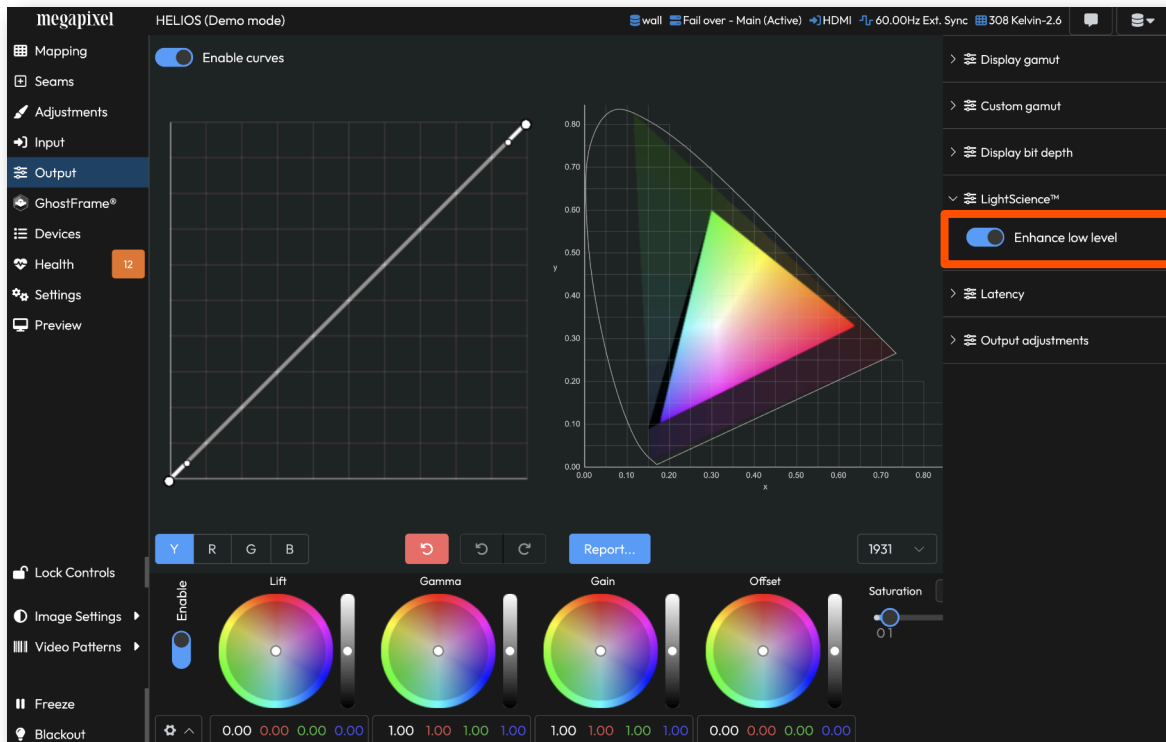 megapixel
HELIOS (Demo mode)
wall Fail over - Main (Active) HDMI 60.00Hz Ext. Sync 308 Kelvin-2.6
Mapping
Seams
Adjustments
Input
Output
GhostFrame®
Devices
Health 12
Settings
Preview
Lock Controls
Image Settings
Video Patterns
Freeze
Blackout
Enable curves
0.80
0.70
0.60
0.50
0.40
0.30
0.20
0.10
0.00
y
0.00 0.10 0.20 0.30 0.40 0.50 0.60 0.70 0.80
x
Y R G B
Report...
1931
Enable
Lift
Gamma
Gain
Offset
Saturation
0 1
0.00 0.00 0.00 0.00
1.00 1.00 1.00 1.00
1.00 1.00 1.00 1.00
0.00 0.00 0.00 0.00
Display gamut
Custom gamut
Display bit depth
LightScience™
Enhance low level
Latency
Output adjustments